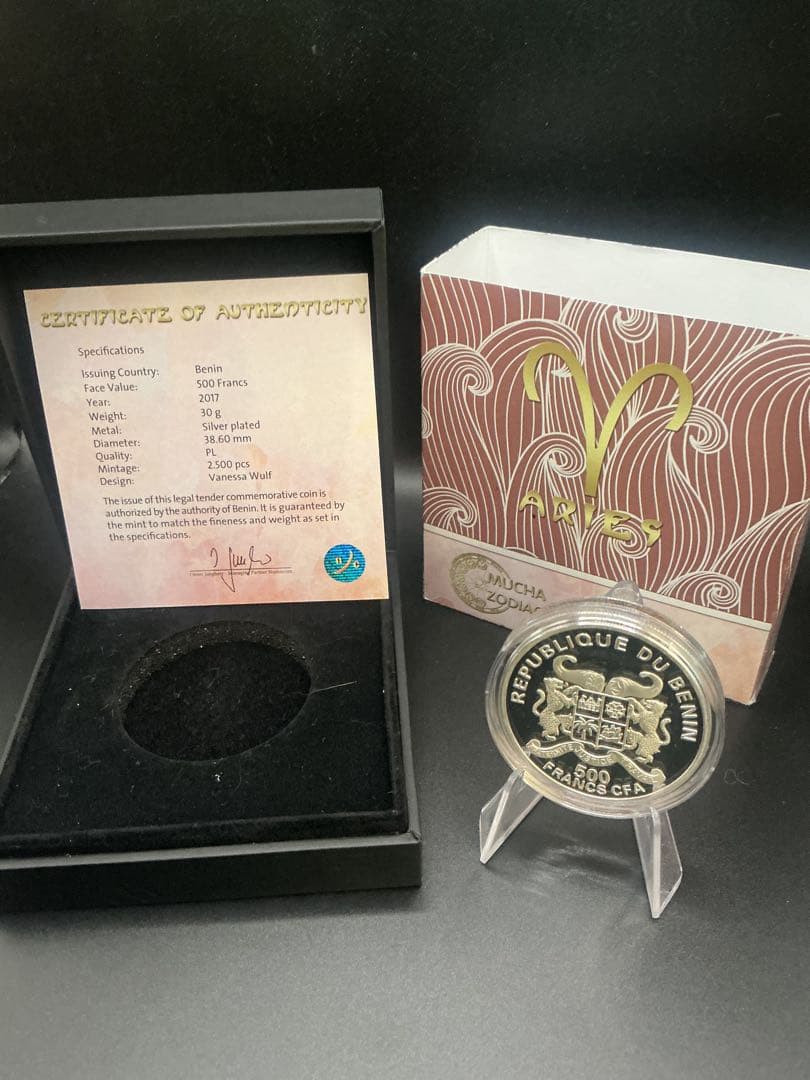 CERTIFICATE OF AUTHENTICITY
Specifications
Issuing Country: Benin
Face Value: 500 Francs
Year: 2017
Weight: 30 g
Metal: Silver plated
Diameter: 38.60 mm
Quality: PL
Mintage: 2.500 pcs
Design: Vanessa Wulf
The issue of this legal tender commemorative coin is
authorized by the authority of Benin. It is guaranteed by
the mint to match the fineness and weight as set in
the specifications.
ARIES
MUCHA
ZODIAC
REPUBLIQUE DU BENIN
500
FRANCS CFA